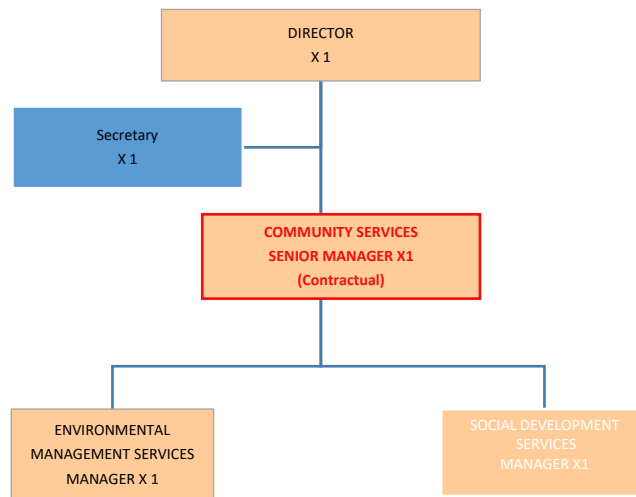 DIRECTOR
X 1
Secretary
X 1
COMMUNITY SERVICES
SENIOR MANAGER X1
(Contractual)
ENVIRONMENTAL
MANAGEMENT SERVICES
MANAGER X 1
SOCIAL DEVELOPMENT
SERVICES
MANAGER X1